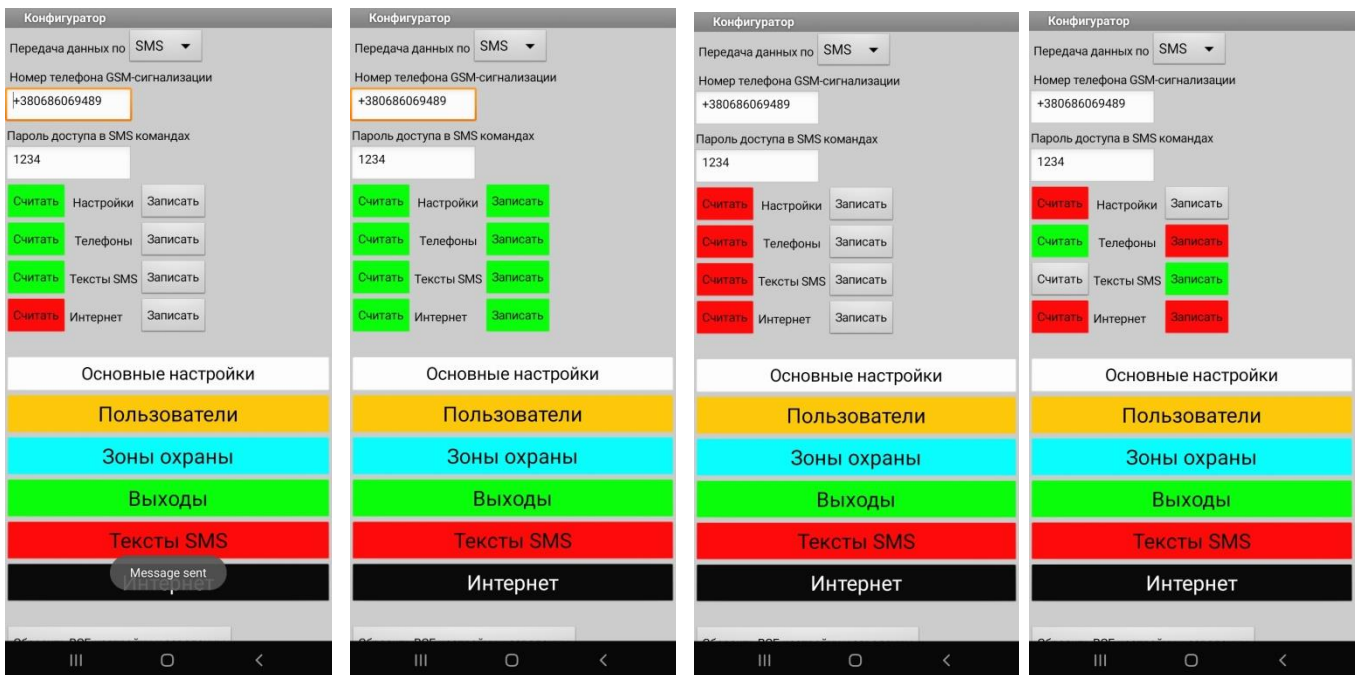 Конфигуратор
Передача данных по SMS
Номер телефона GSM-сигнализации
+380686069489
Пароль доступа в SMS командах
1234
Считать Настройки Записать
Считать Телефоны Записать
Считать Тексты SMS Записать
Считать Интернет Записать
Основные настройки
Пользователи
Зоны охраны
Выходы
Тексты SMS
Message sent
Интернет
Конфигуратор
Передача данных по SMS
Номер телефона GSM-сигнализации
+380686069489
Пароль доступа в SMS командах
1234
Считать Настройки Записать
Считать Телефоны Записать
Считать Тексты SMS Записать
Считать Интернет Записать
Основные настройки
Пользователи
Зоны охраны
Выходы
Тексты SMS
Интернет
Конфигуратор
Передача данных по SMS
Номер телефона GSM-сигнализации
+380686069489
Пароль доступа в SMS командах
1234
Считать Настройки Записать
Считать Телефоны Записать
Считать Тексты SMS Записать
Считать Интернет Записать
Основные настройки
Пользователи
Зоны охраны
Выходы
Тексты SMS
Интернет
Конфигуратор
Передача данных по SMS
Номер телефона GSM-сигнализации
+380686069489
Пароль доступа в SMS командах
1234
Считать Настройки Записать
Считать Телефоны Записать
Считать Тексты SMS Записать
Считать Интернет Записать
Основные настройки
Пользователи
Зоны охраны
Выходы
Тексты SMS
Интернет